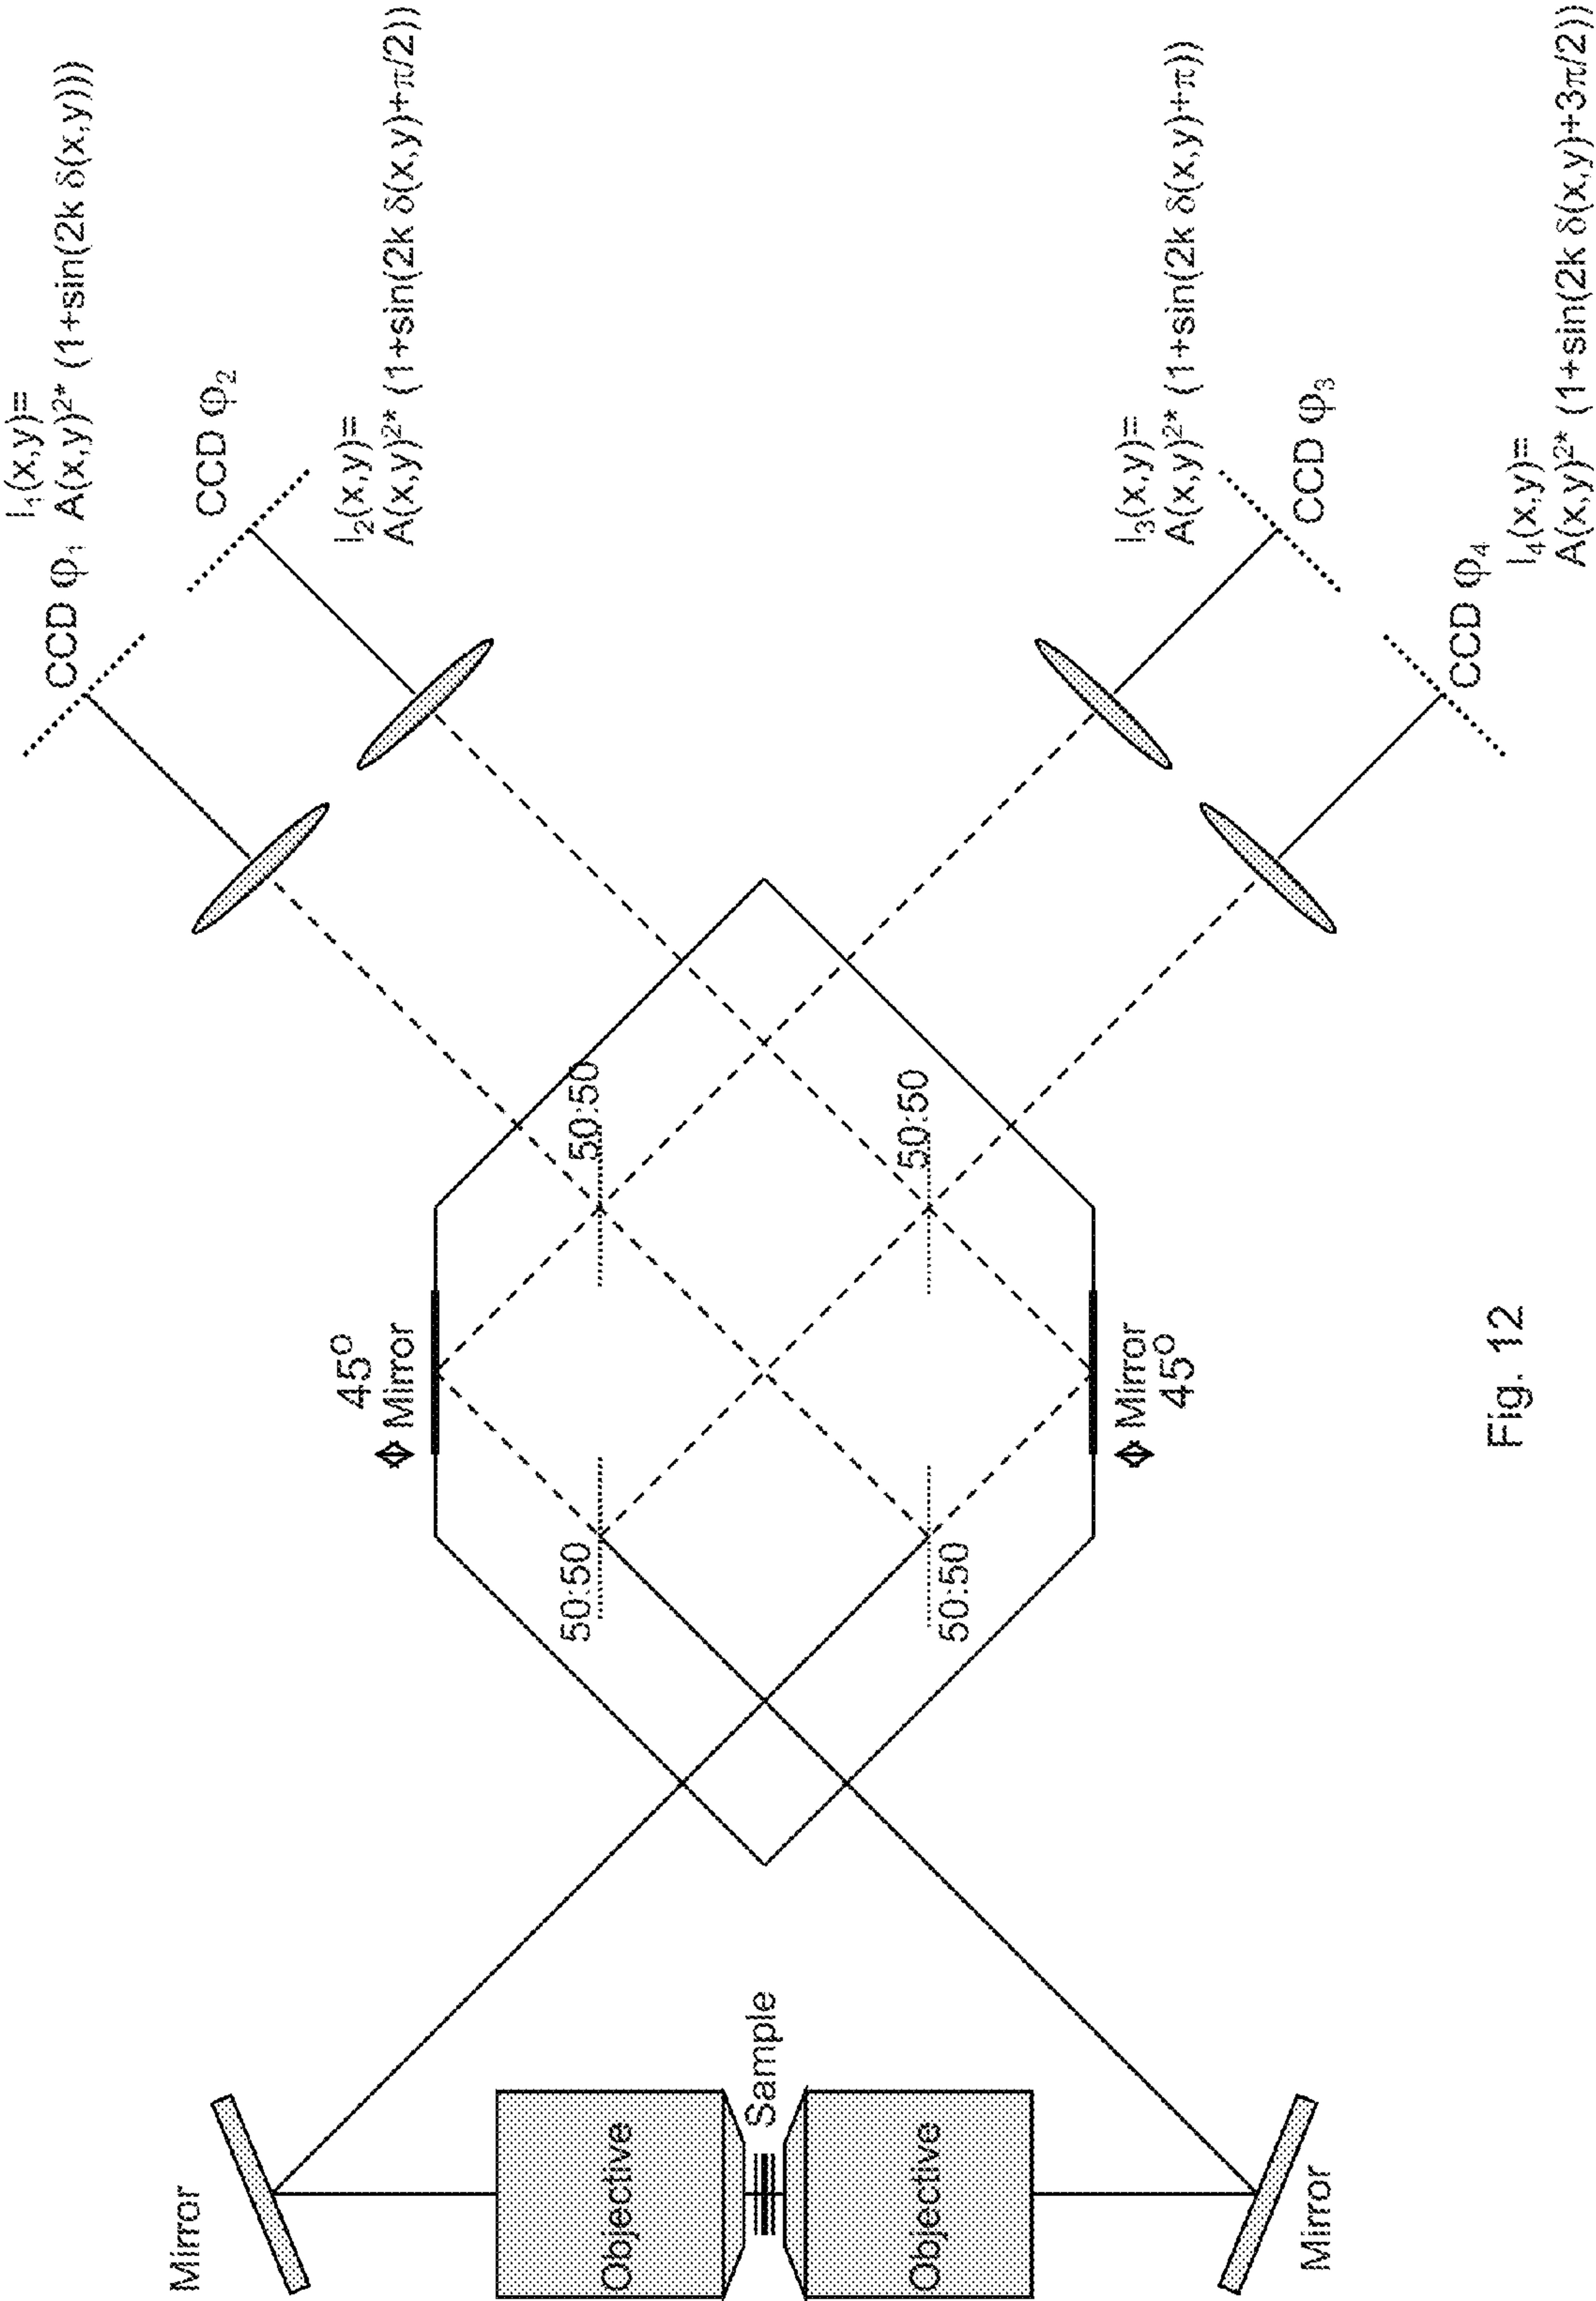 I₁(x,y)=
CCD φ₁ A(x,y)²* (1+sin(2k δ(x,y)))
CCD φ₂
I₂(x,y)=
A(x,y)²* (1+sin(2k δ(x,y)+π/2))
Mirror
45°
Mirror
50:50
50:50
Objective
Sample
Objective
50:50
50:50
Mirror
45°
I₃(x,y)=
A(x,y)²* (1+sin(2k δ(x,y)+π))
CCD φ₃
Mirror
CCD φ₄
I₄(x,y)=
A(x,y)²* (1+sin(2k δ(x,y)+3π/2))
Fig. 12